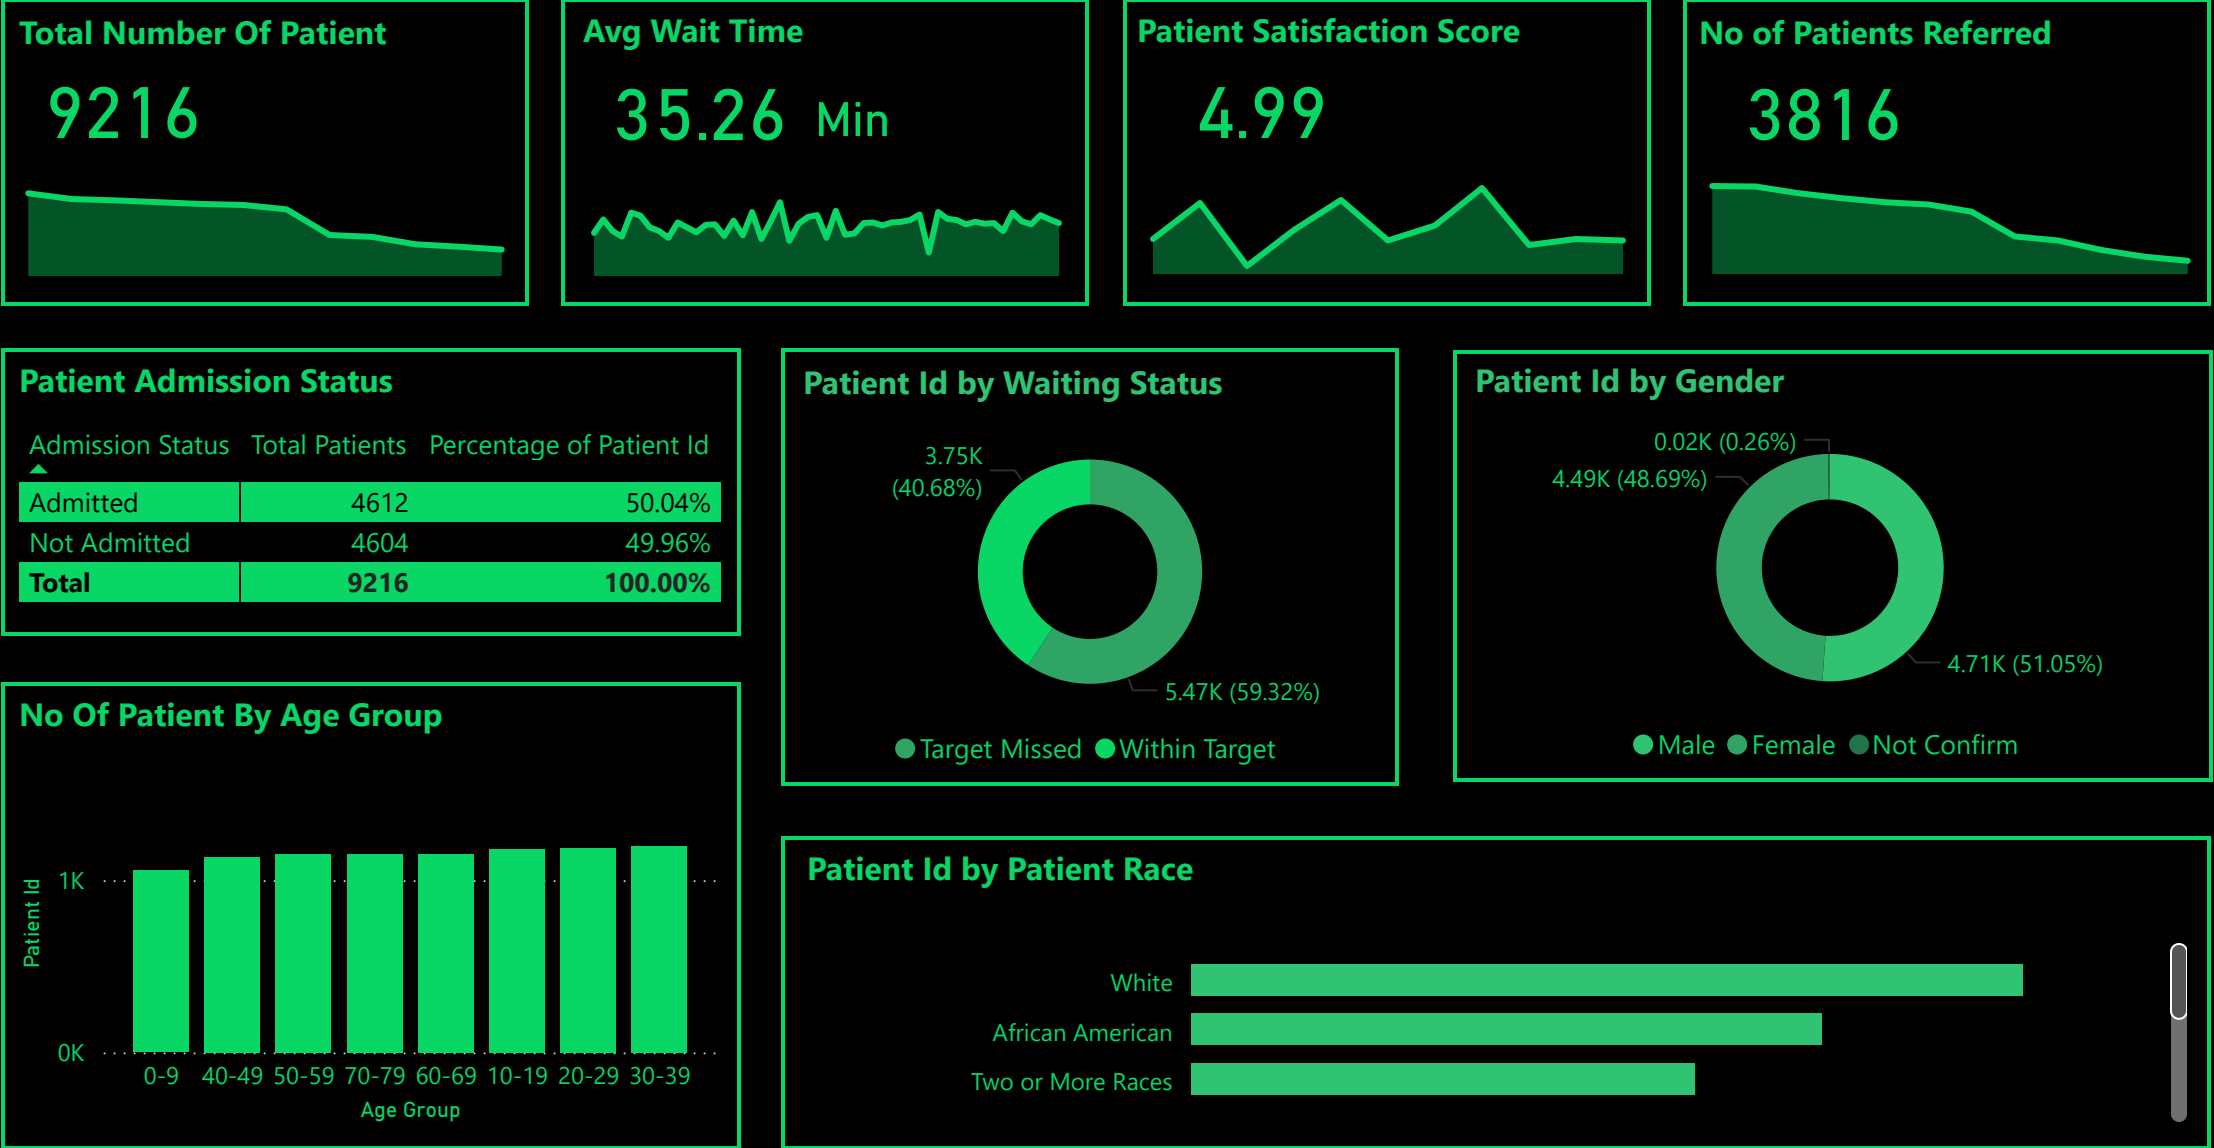 Total Number Of Patient
9216
Avg Wait Time
35.26 Min
Patient Satisfaction Score
4.99
No of Patients Referred
3816
Patient Admission Status
Admission Status Total Patients Percentage of Patient Id
Admitted 4612 50.04%
Not Admitted 4604 49.96%
Total 9216 100.00%
Patient Id by Waiting Status
3.75K
(40.68%)
5.47K (59.32%)
Target Missed Within Target
Patient Id by Gender
0.02K (0.26%)
4.49K (48.69%)
4.71K (51.05%)
Male Female Not Confirm
No Of Patient By Age Group
Patient Id
1K
0K
0-9 40-49 50-59 70-79 60-69 10-19 20-29 30-39
Age Group
Patient Id by Patient Race
White
African American
Two or More Races